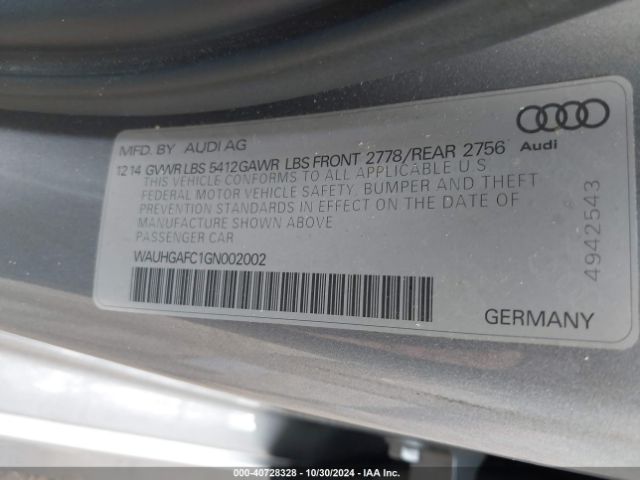 MFD. BY AUDI AG
12 14 GVWR LBS 5412GAWR LBS FRONT 2778/REAR 2756
THIS VEHICLE CONFORMS TO ALL APPLICABLE U S
FEDERAL MOTOR VEHICLE SAFETY, BUMPER AND THEFT
PREVENTION STANDARDS IN EFFECT ON THE DATE OF
MANUFACTURE SHOWN ABOVE
PASSENGER CAR
WAUHGAFC1GN002002
Audi
4942543
GERMANY
000-40728328 - 10/30/2024 - IAA Inc.